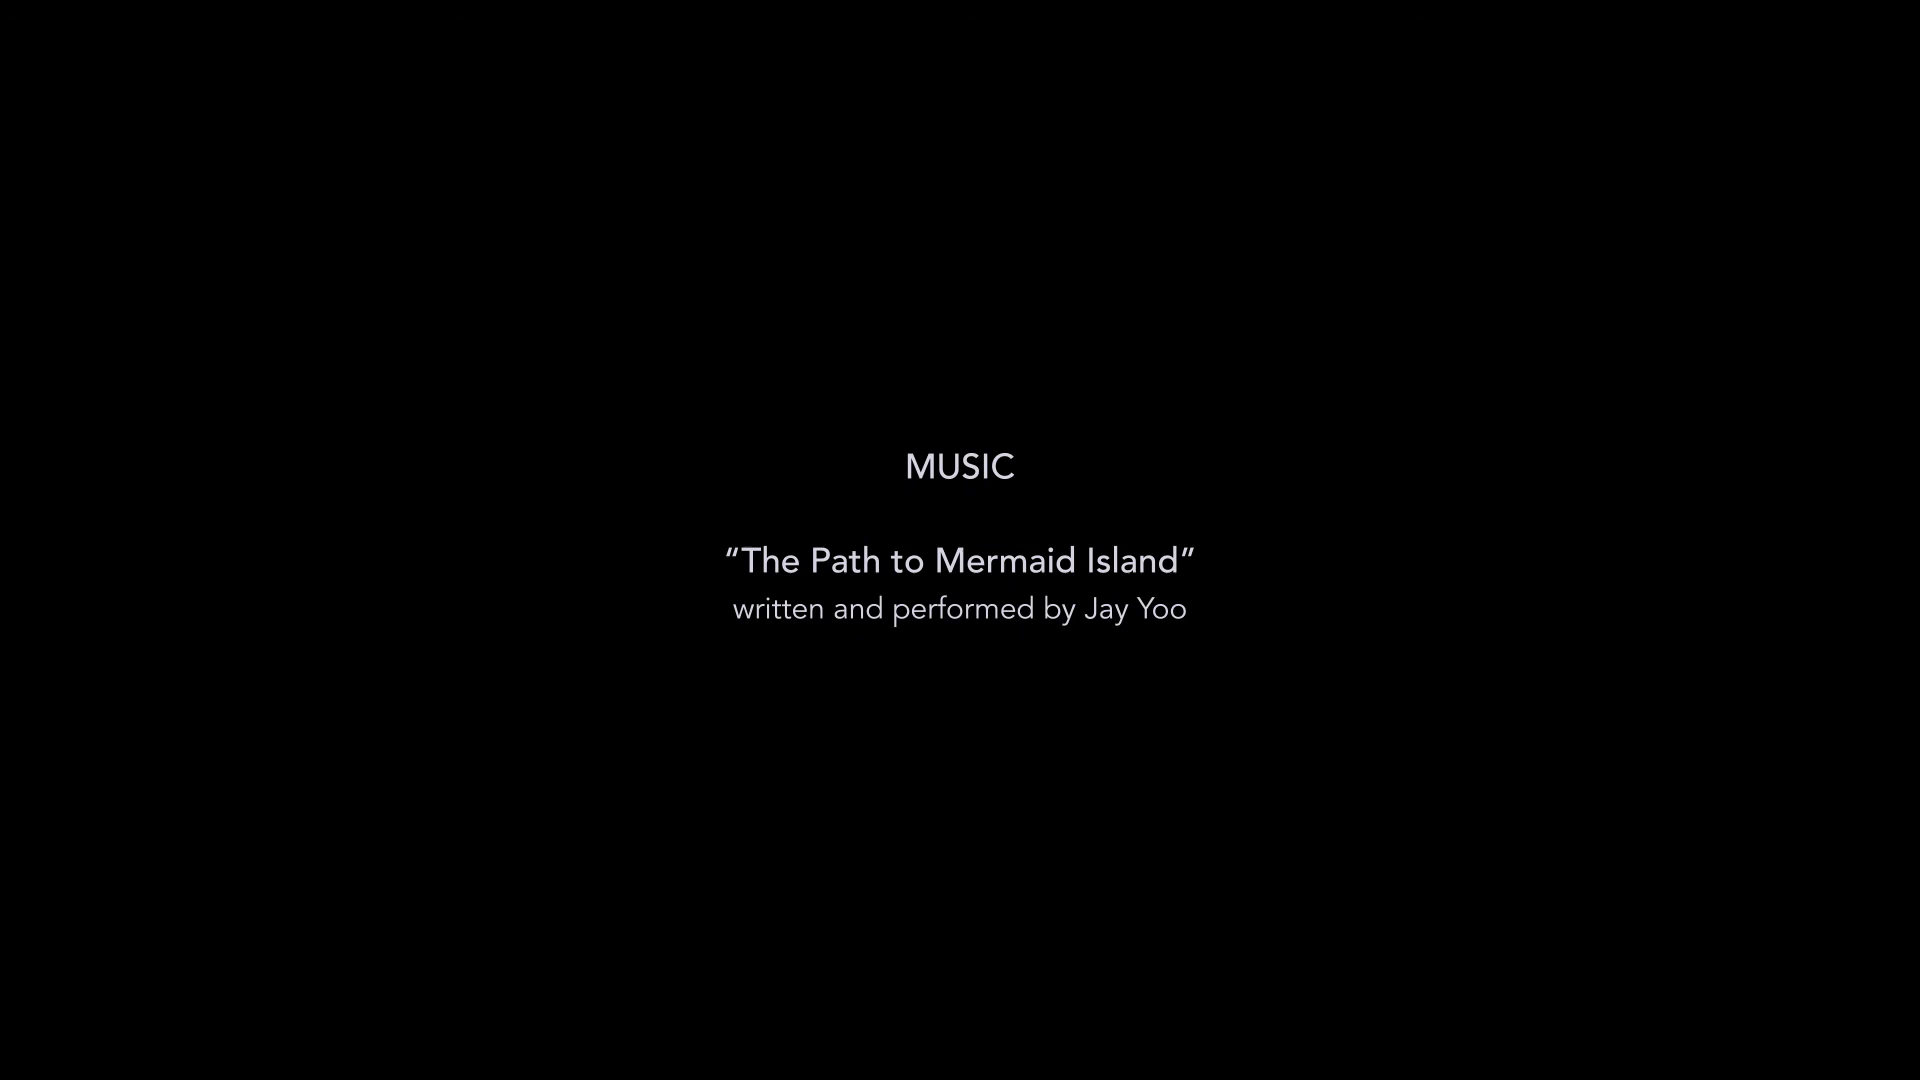 MUSIC
“The Path to Mermaid Island”
written and performed by Jay Yoo